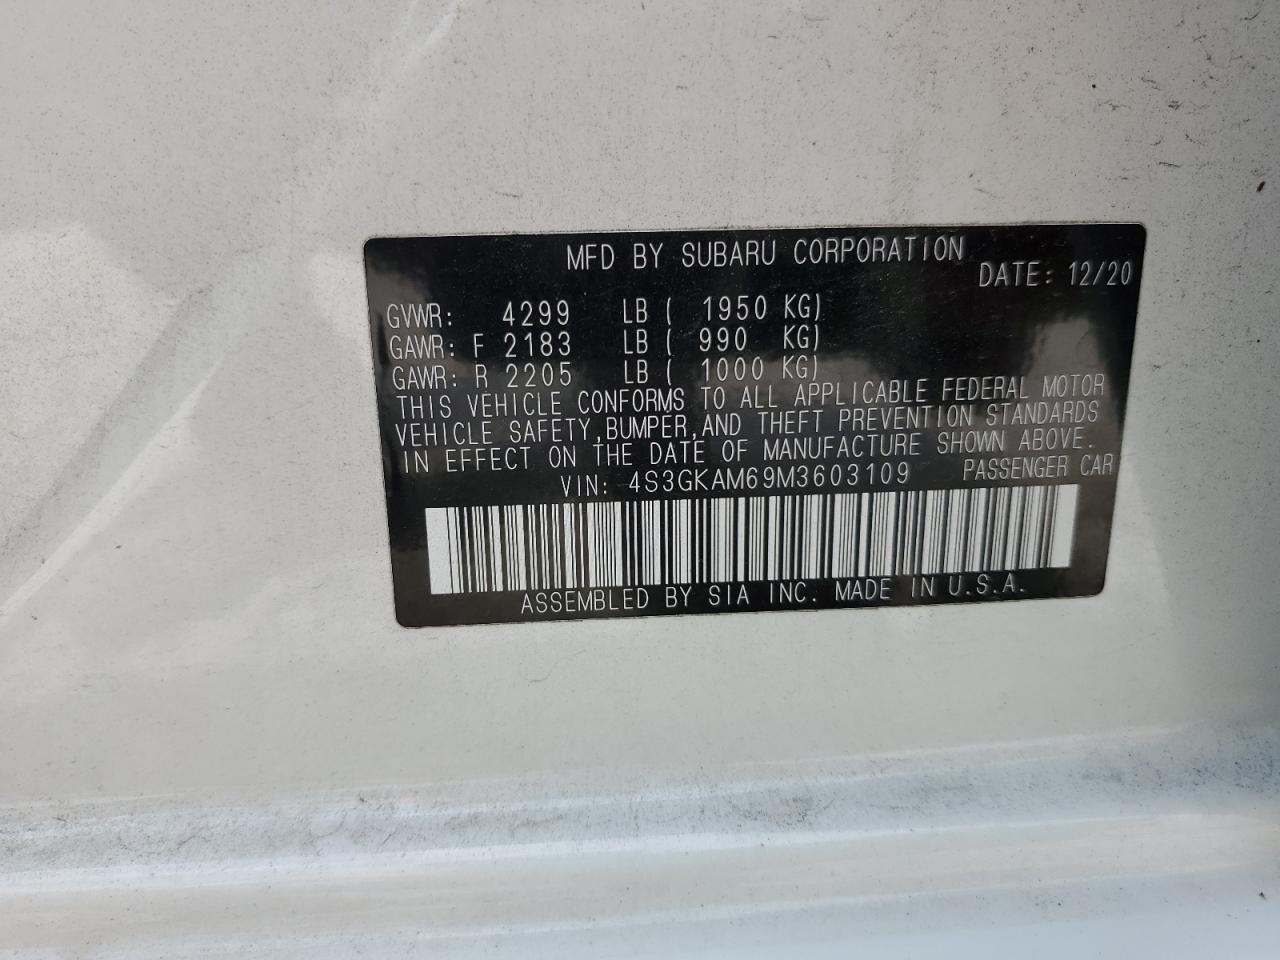 MFD BY SUBARU CORPORATION
DATE: 12/20
GVWR: 4299 LB ( 1950 KG)
GAWR: F 2183 LB ( 990 KG)
GAWR: R 2205 LB ( 1000 KG)
THIS VEHICLE CONFORMS TO ALL APPLICABLE FEDERAL MOTOR
VEHICLE SAFETY,BUMPER,AND THEFT PREVENTION STANDARDS
IN EFFECT ON THE DATE OF MANUFACTURE SHOWN ABOVE.
VIN: 4S3GKAM69M3603109 PASSENGER CAR
ASSEMBLED BY SIA INC. MADE IN U.S.A.